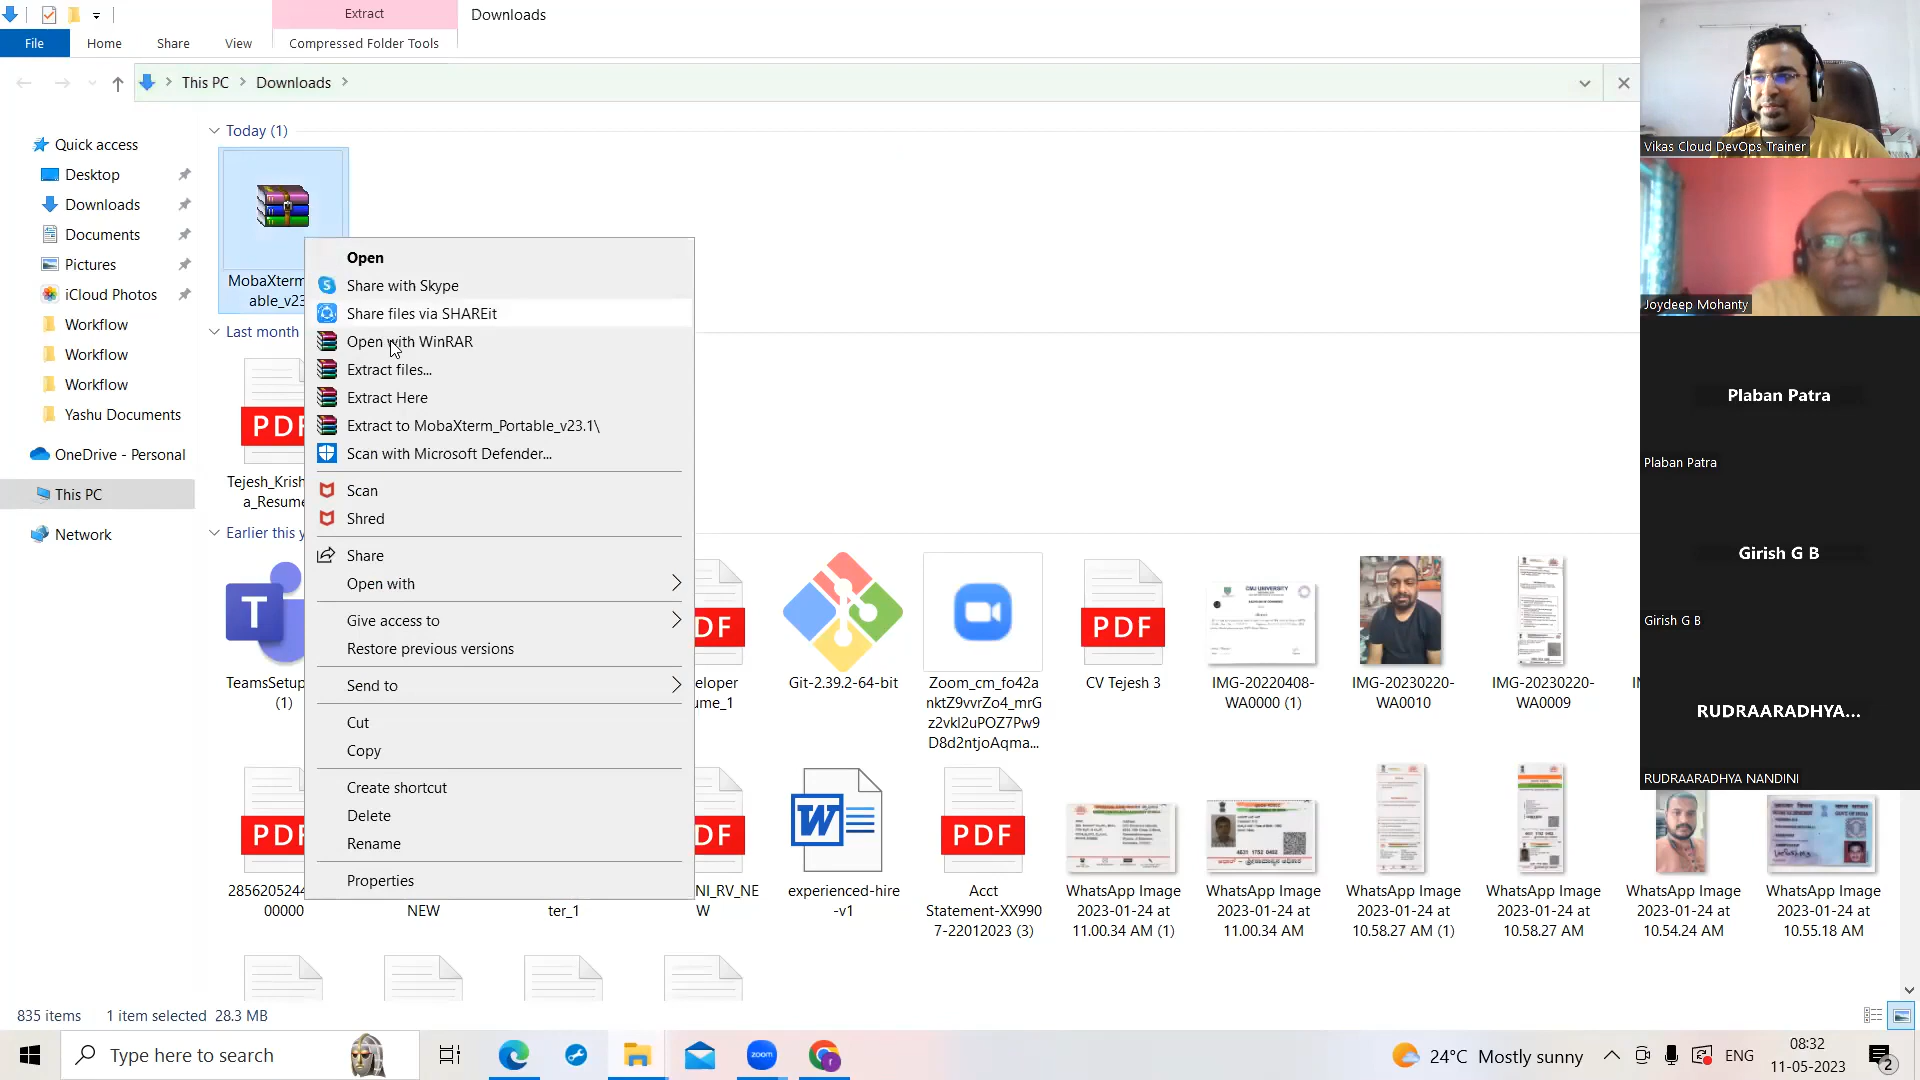 Extract
Downloads
File
Home
Share
View
Compressed Folder Tools
This PC
Downloads
Quick access
Desktop
Downloads
Documents
Pictures
iCloud Photos
Workflow
Workflow
Workflow
Yashu Documents
OneDrive - Personal
This PC
Network
Today (1)
MobaXterm
able_v23
Last month
PDF
Tejesh_Krish
a_Resume
Earlier this y
Open
Share with Skype
Share files via SHAREit
Open with WinRAR
Extract files...
Extract Here
Extract to MobaXterm_Portable_v23.1\
Scan with Microsoft Defender...
Scan
Shred
Share
Open with
Give access to
Restore previous versions
Send to
Cut
Copy
Create shortcut
Delete
Rename
Properties
T
TeamsSetup
(1)
DF
eloper
ume_1
Git-2.39.2-64-bit
Zoom_cm_fo42a
nktZ9vvrZo4_mrG
z2vkl2uPOZ7Pw9
D8d2ntjoAqma...
PDF
CV Tejesh 3
CMJ UNIVERSITY
IMG-20220408-
WA0000 (1)
IMG-20230220-
WA0010
IMG-20230220-
WA0009
PDF
2856205244
00000
NEW
ter_1
DF
NI_RV_NE
W
W
experienced-hire
-v1
PDF
Acct
Statement-XX990
7-22012023 (3)
WhatsApp Image
2023-01-24 at
11.00.34 AM (1)
WhatsApp Image
2023-01-24 at
11.00.34 AM
WhatsApp Image
2023-01-24 at
10.58.27 AM (1)
WhatsApp Image
2023-01-24 at
10.58.27 AM
WhatsApp Image
2023-01-24 at
10.54.24 AM
WhatsApp Image
2023-01-24 at
10.55.18 AM
Vikas Cloud DevOps Trainer
Joydeep Mohanty
Plaban Patra
Plaban Patra
Girish G B
Girish G B
RUDRAARADHYA...
RUDRAARADHYA NANDINI
835 items
1 item selected 28.3 MB
Type here to search
zoom
24°C Mostly sunny
ENG
08:32
11-05-2023
2